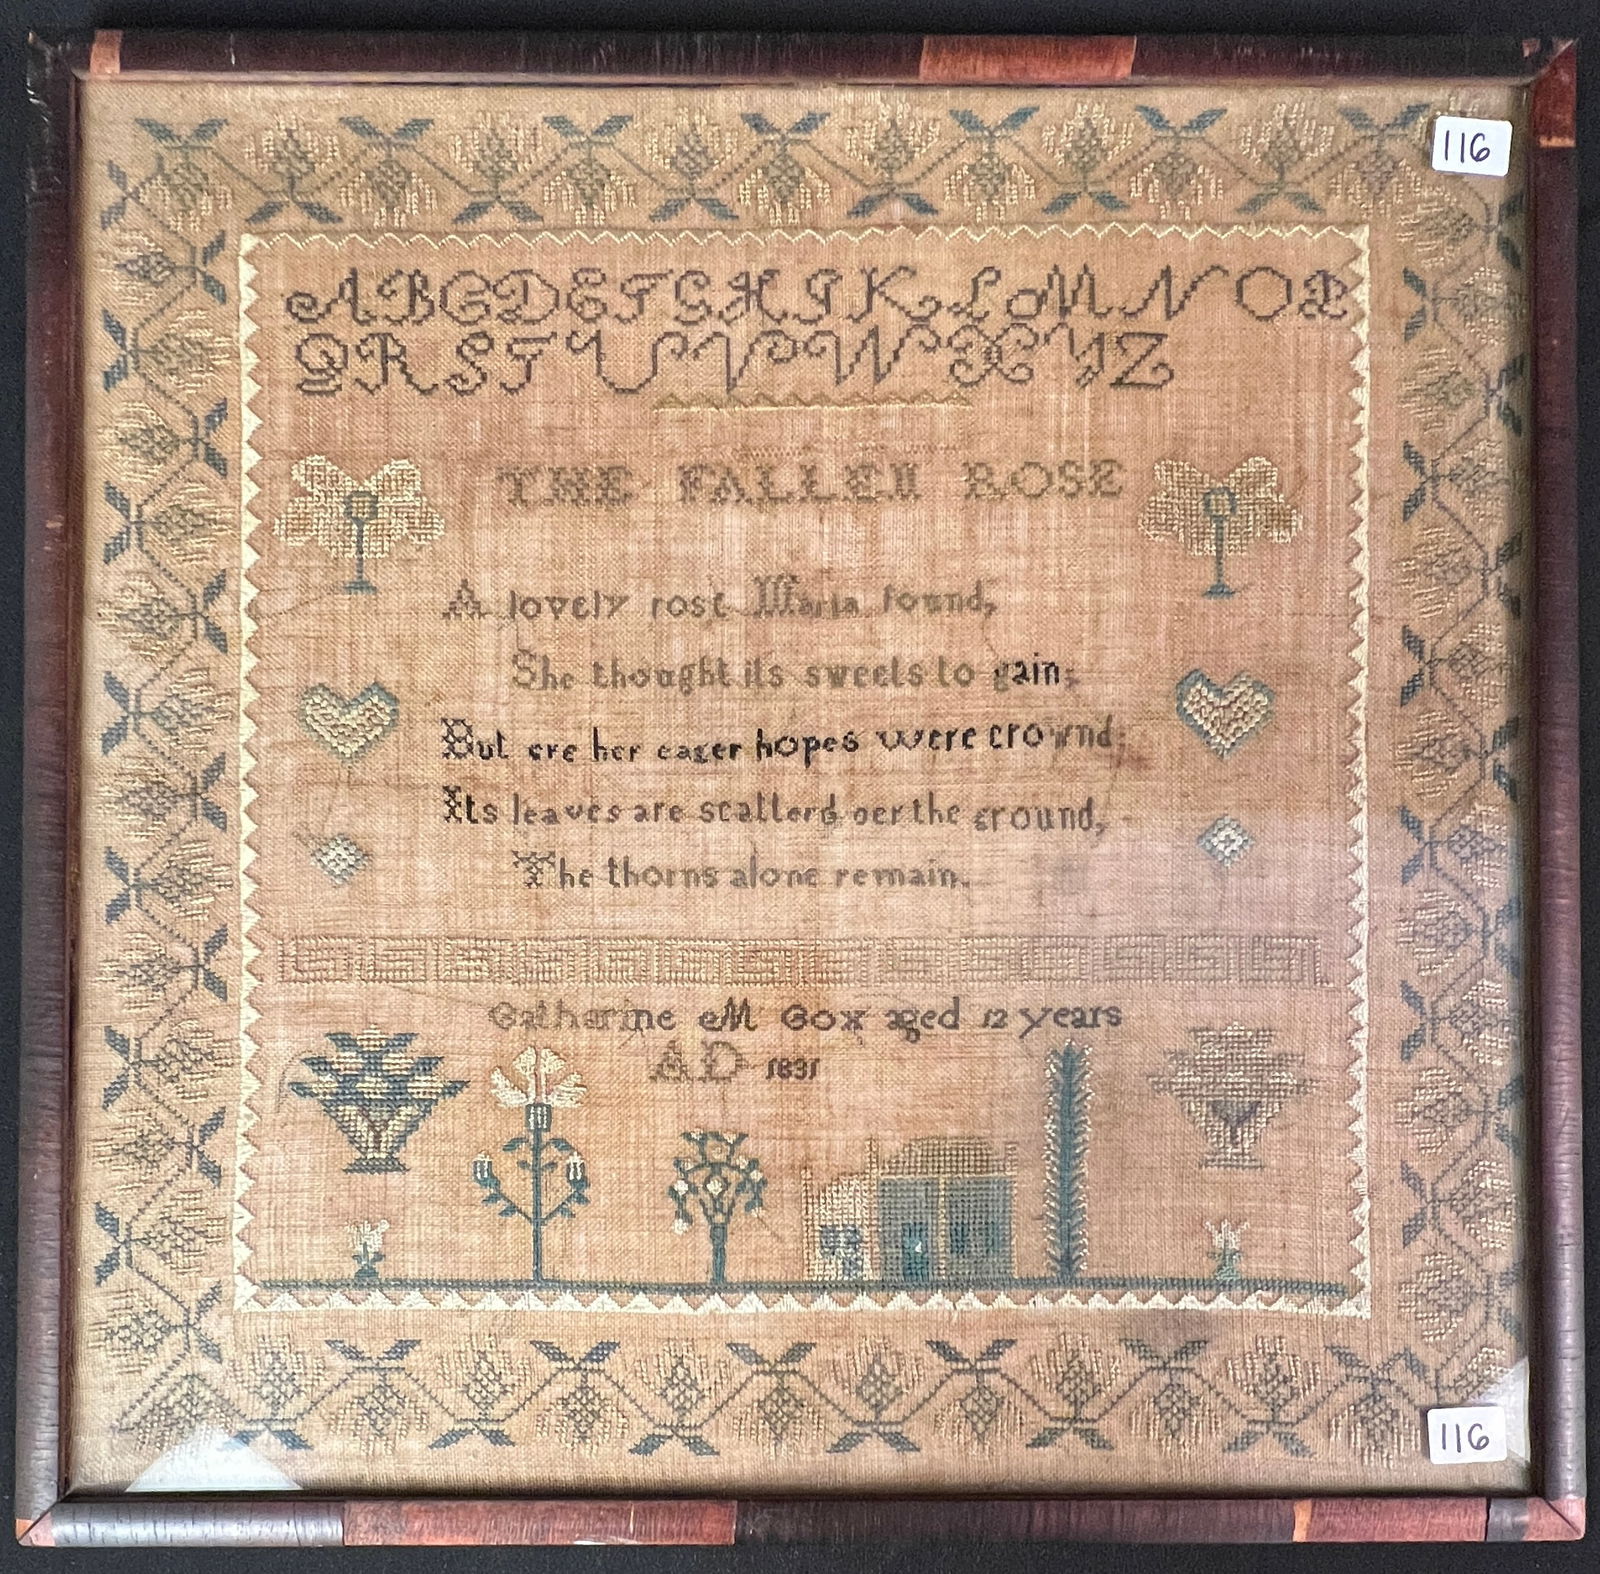 116
A B C D E F G H I K L M N O P
Q R S T U V W X Y Z
THE FALLEN ROSE
A lovely rose Maria found,
She thought its sweets to gain;
But ere her eager hopes were crownd;
Its leaves are scatterd oer the ground,
The thorns alone remain.
Catharine M Cox aged 12 years
AD 1831
116